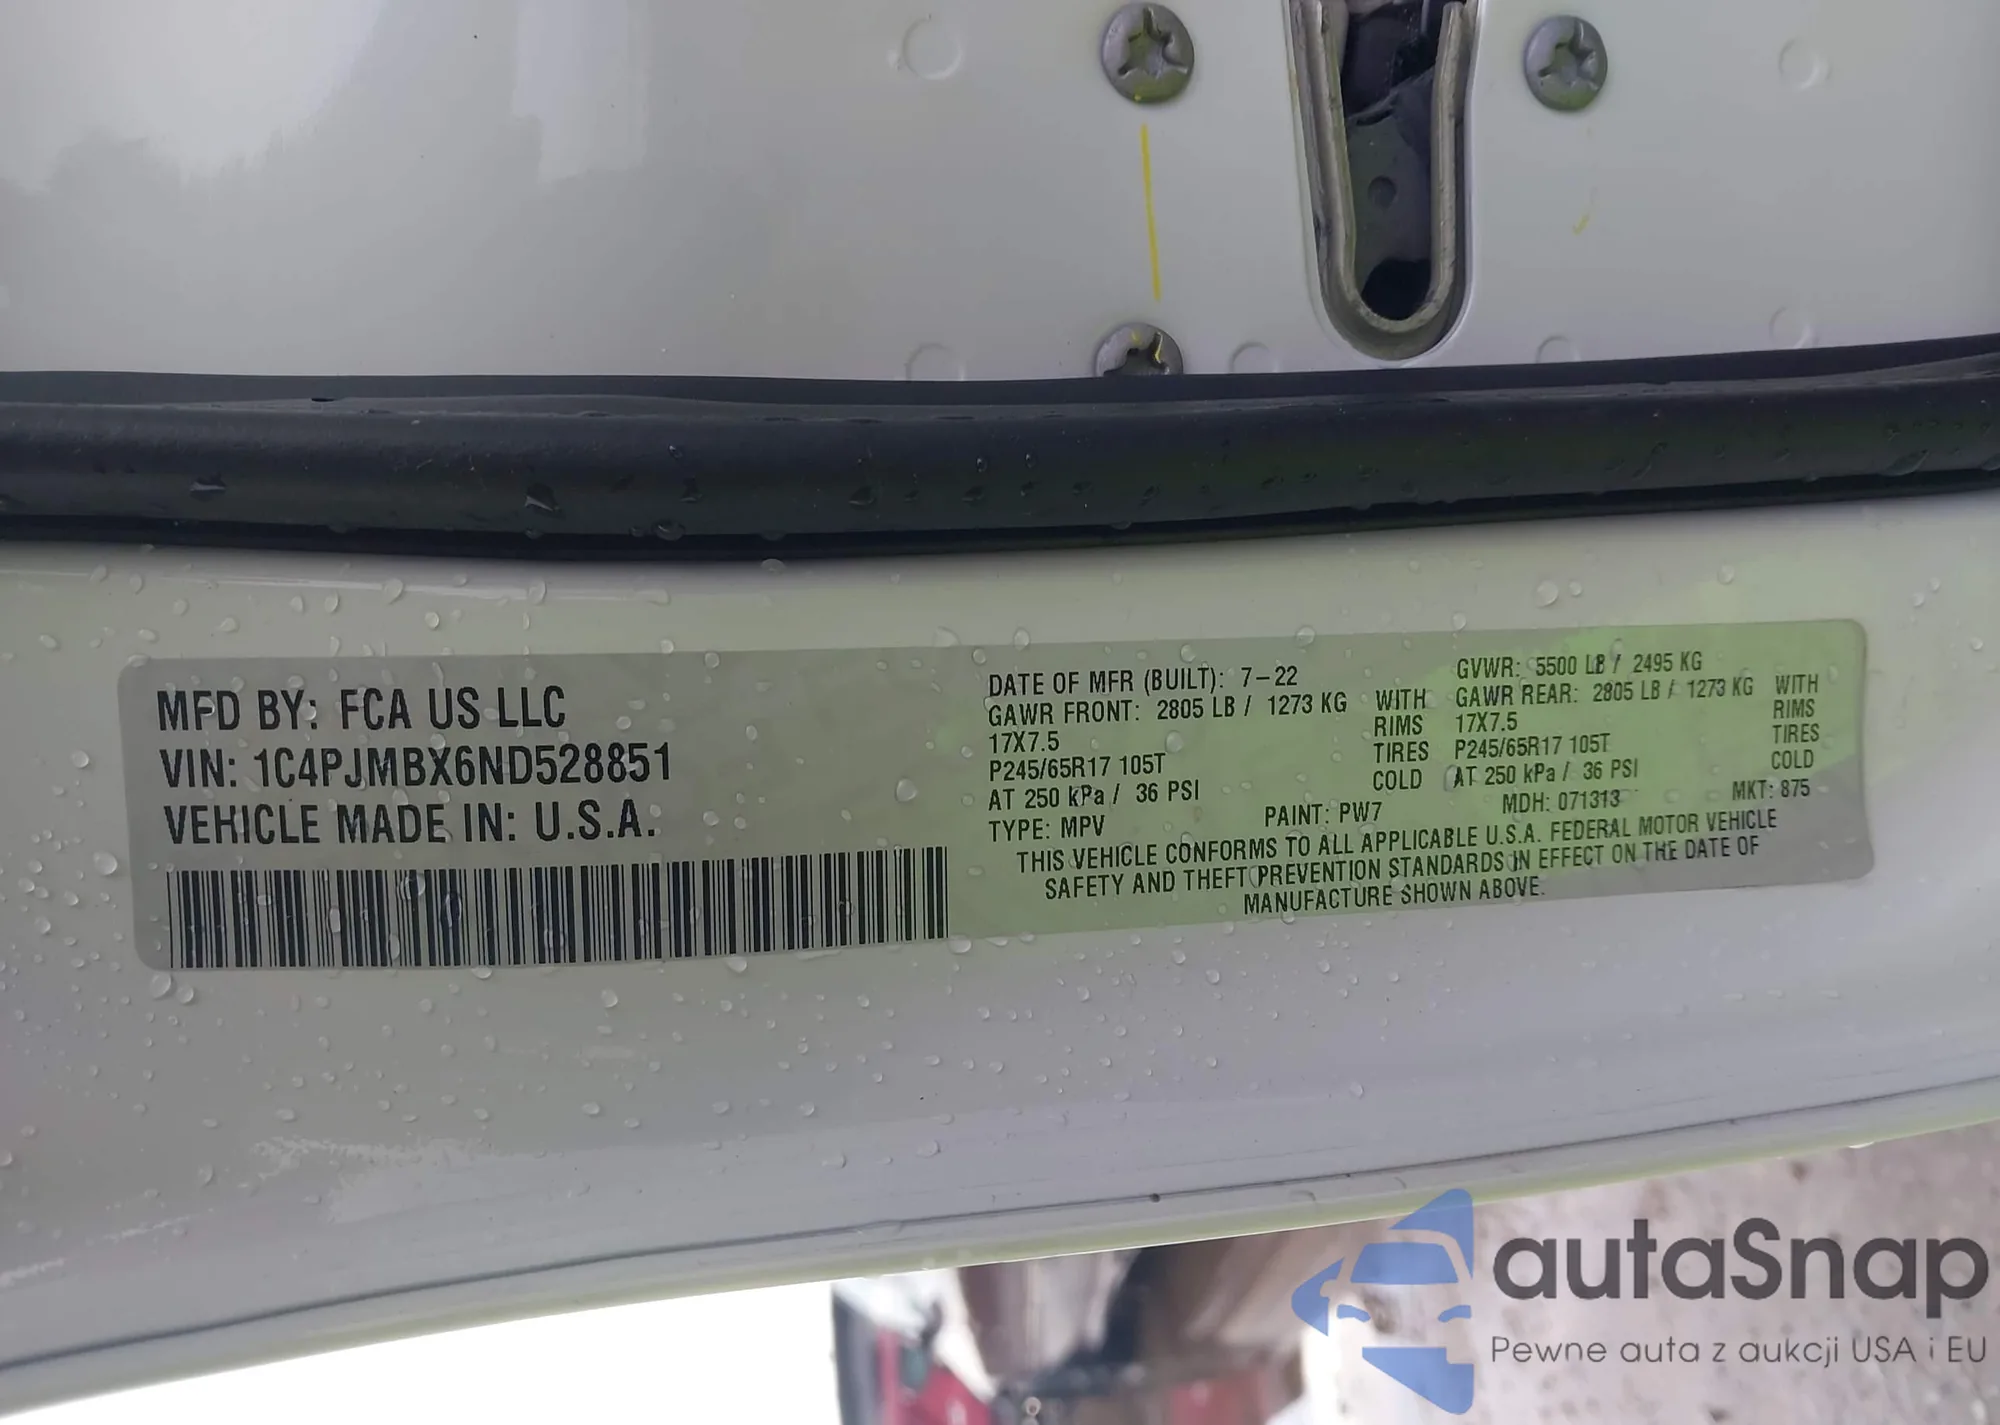 MFD BY: FCA US LLC
VIN: 1C4PJMBX6ND528851
VEHICLE MADE IN: U.S.A.
DATE OF MFR (BUILT): 7-22
GVWR: 5500 LB / 2495 KG
GAWR FRONT: 2805 LB / 1273 KG WITH
GAWR REAR: 2805 LB / 1273 KG WITH
17X7.5 RIMS
17X7.5 RIMS
P245/65R17 105T TIRES
P245/65R17 105T TIRES
AT 250 kPa / 36 PSI COLD
AT 250 kPa / 36 PSI COLD
TYPE: MPV PAINT: PW7 MDH: 071313 MKT: 875
THIS VEHICLE CONFORMS TO ALL APPLICABLE U.S.A. FEDERAL MOTOR VEHICLE
SAFETY AND THEFT PREVENTION STANDARDS IN EFFECT ON THE DATE OF
MANUFACTURE SHOWN ABOVE.
autaSnap
Pewne auta z aukcji USA i EU